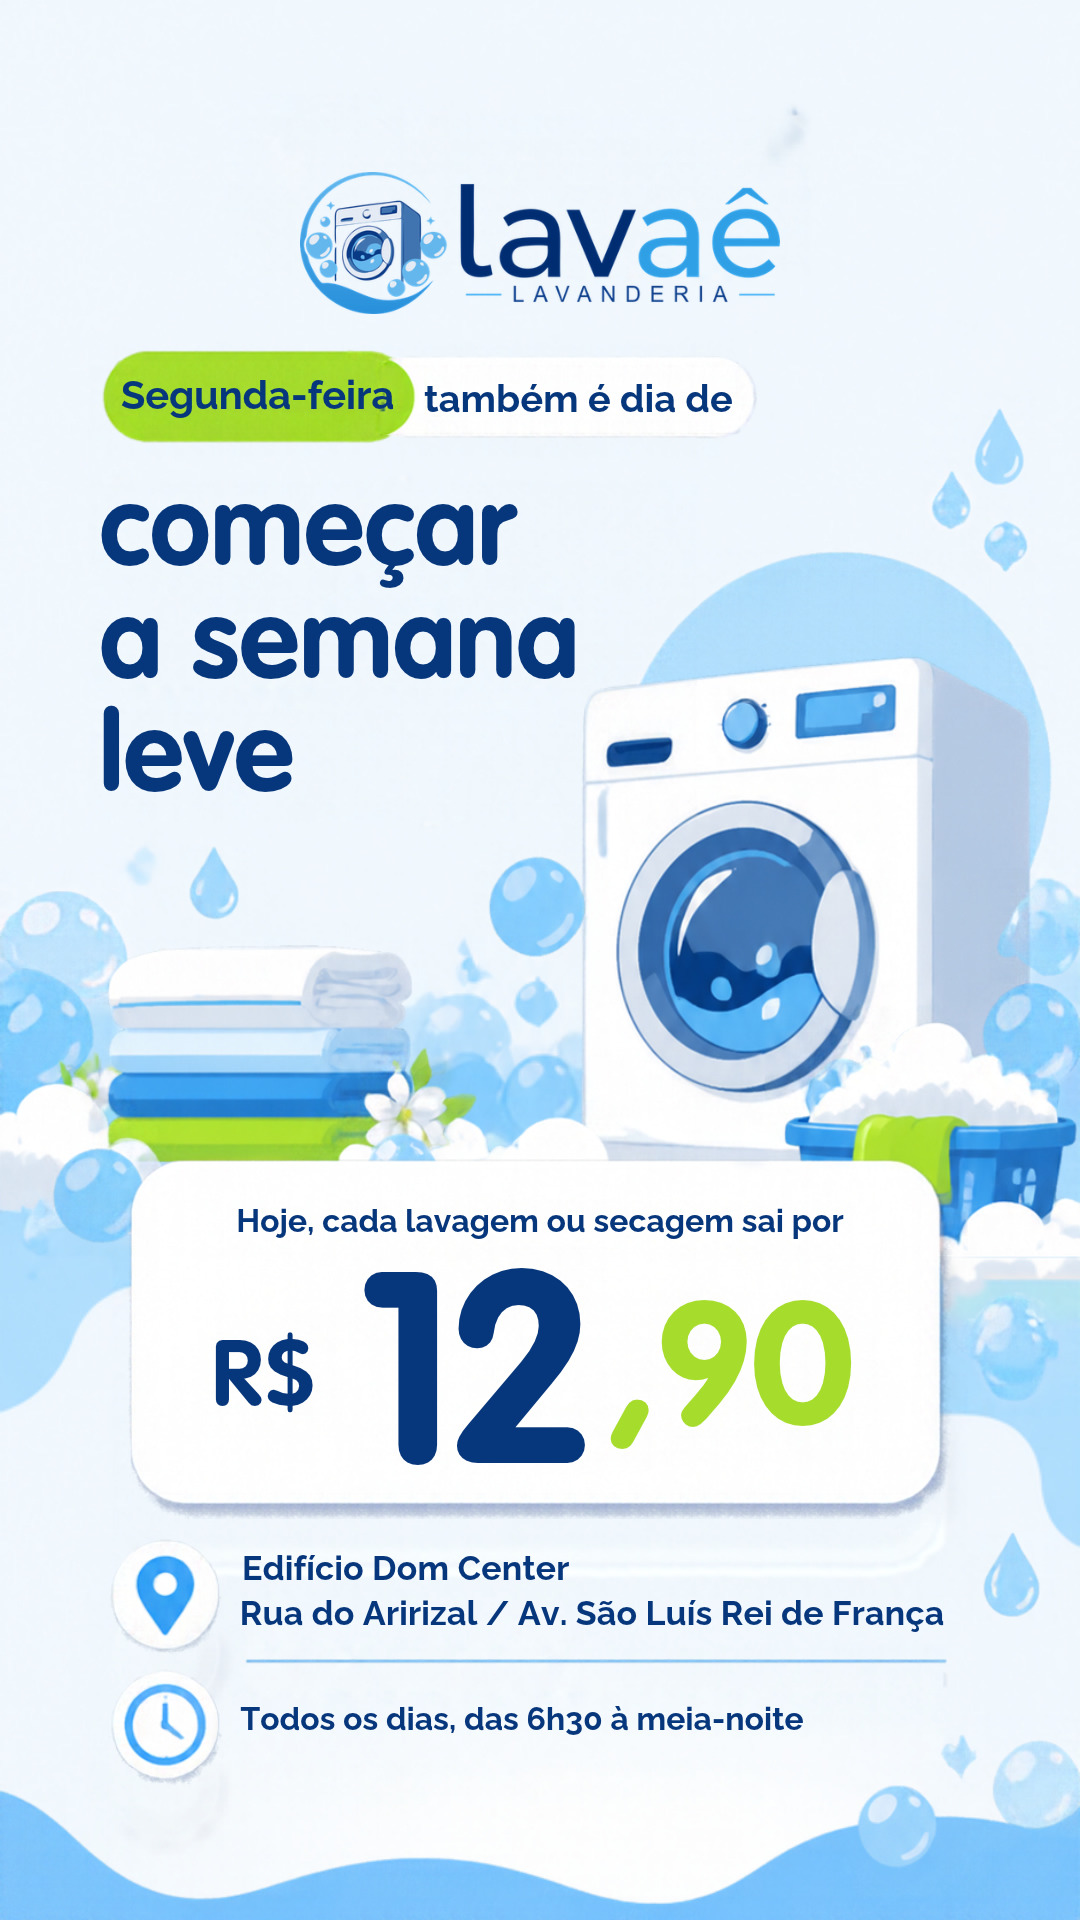 lavaê
LAVANDERIA
Segunda-feira também é dia de
começar
a semana
leve
Hoje, cada lavagem ou secagem sai por
R$ 12,90
Edifício Dom Center
Rua do Aririzal / Av. São Luís Rei de França
Todos os dias, das 6h30 à meia-noite